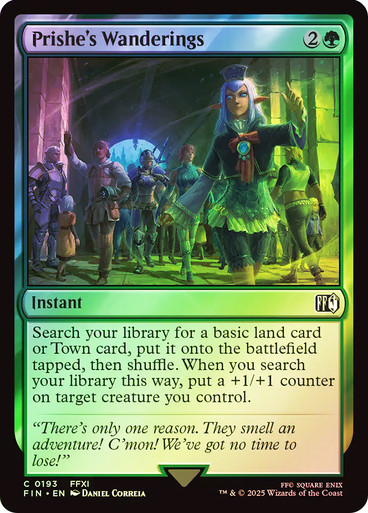 Prishe's Wanderings 2
Instant
Search your library for a basic land card
or Town card, put it onto the battlefield
tapped, then shuffle. When you search
your library this way, put a +1/+1 counter
on target creature you control.
“There's only one reason. They smell an
adventure! C'mon! We've got no time to
lose!”
C 0193 FFXI FF© SQUARE ENIX
FIN • EN Daniel Correia ™ & © 2025 Wizards of the Coast